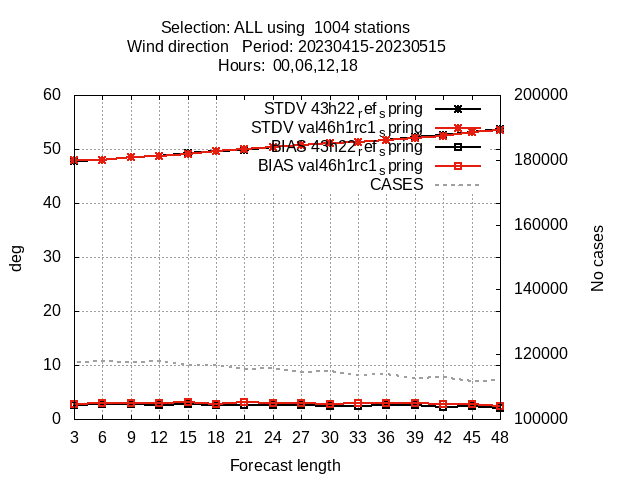 Selection: ALL using  1004 stations
Wind direction   Period: 20230415-20230515
Hours:  00,06,12,18
60 200000
STDV 43h22_ref_spring
STDV val46h1rc1_spring
BIAS 43h22_ref_spring
BIAS val46h1rc1_spring
CASES
50 180000
40 160000
30 140000
20
10 120000
0 100000
deg
No cases
3 6 9 12 15 18 21 24 27 30 33 36 39 42 45 48
Forecast length